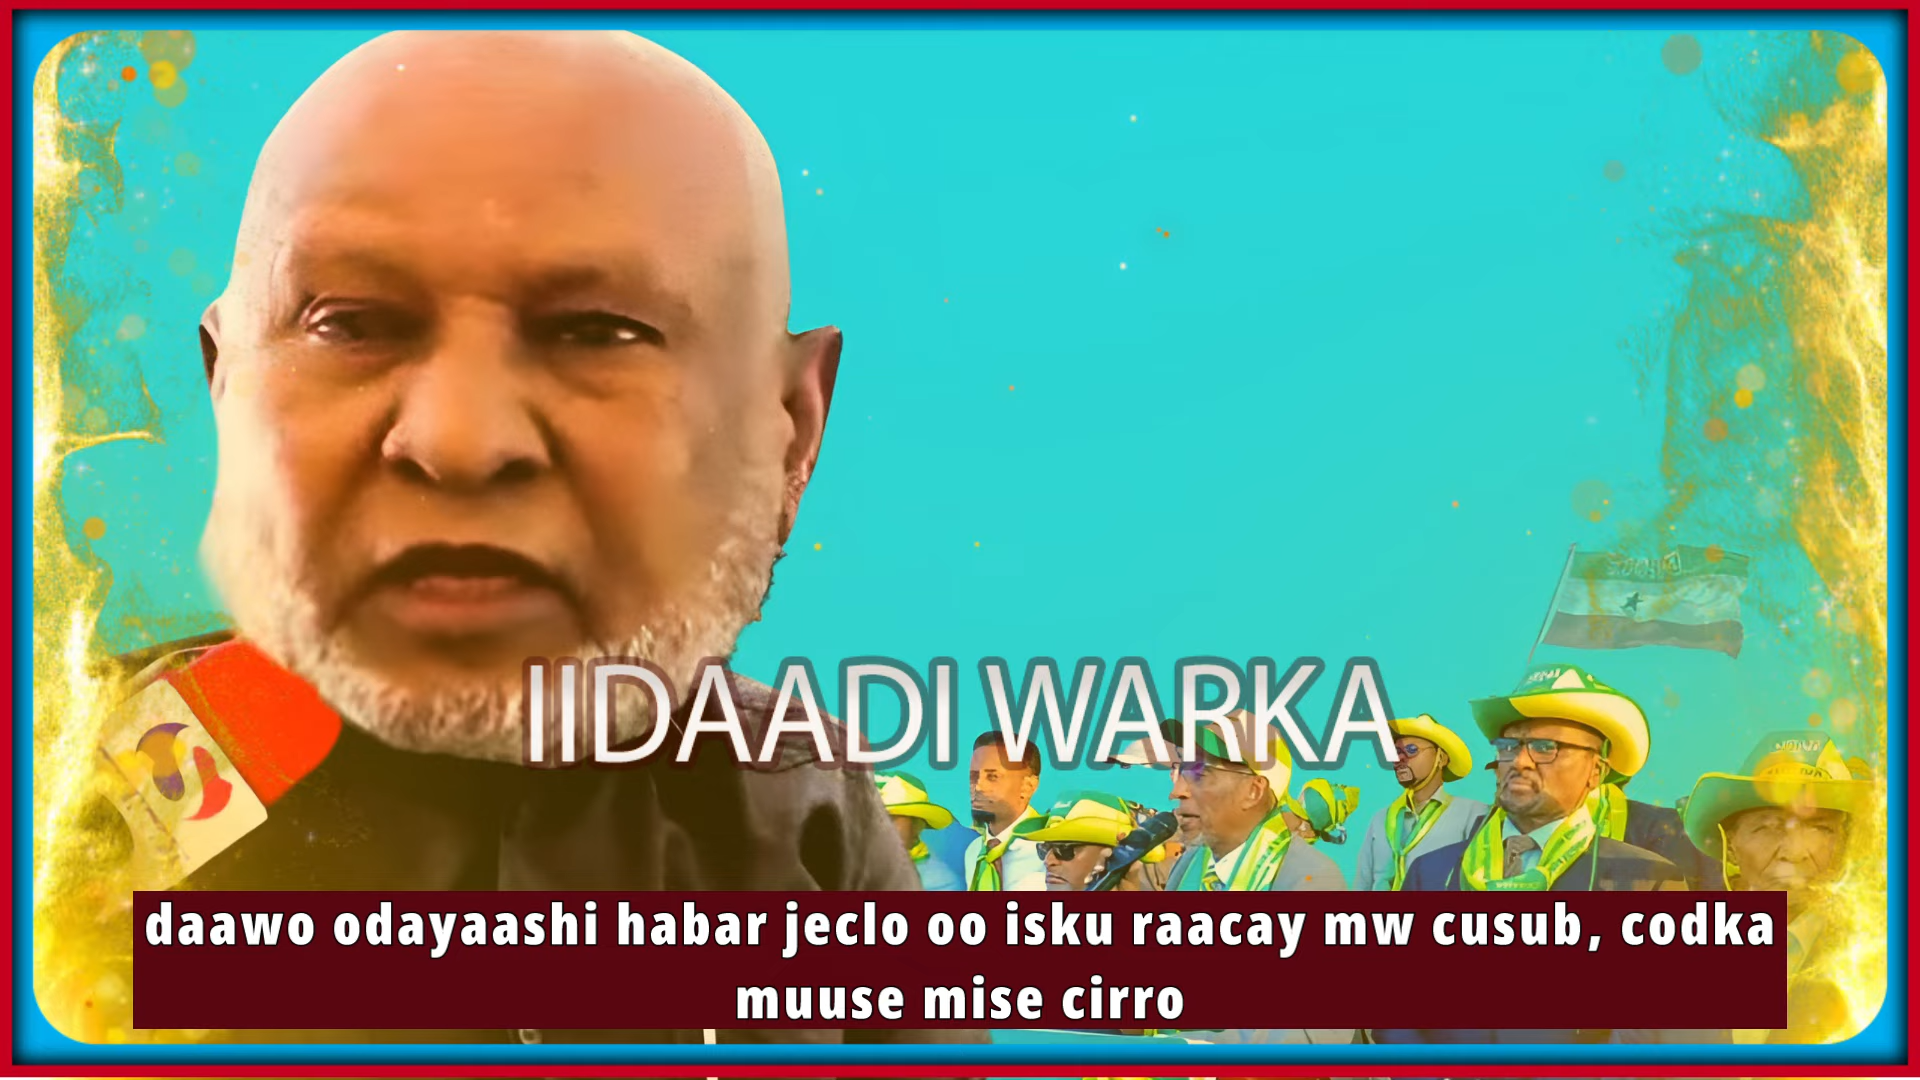 IIDAADI WARKA
daawo odayaashi habar jeclo oo isku raacay mw cusub, codka
muuse mise cirro